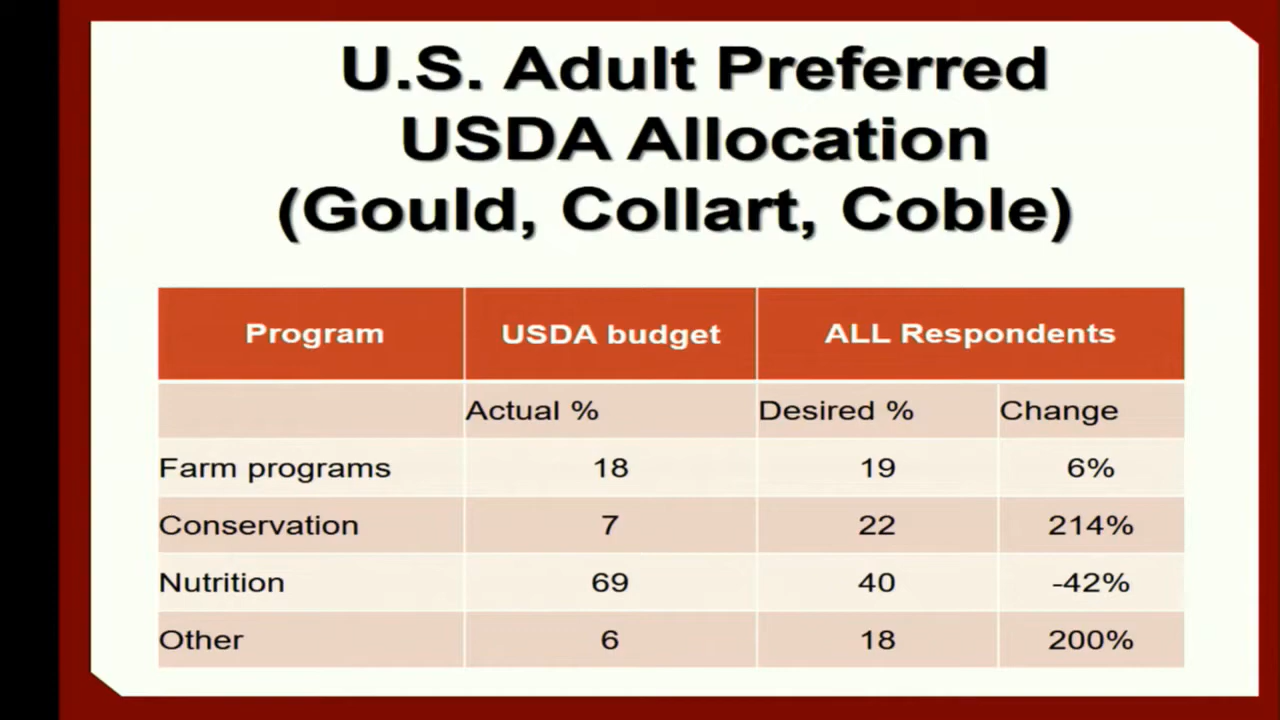 U.S. Adult Preferred
USDA Allocation
(Gould, Collart, Coble)
Program USDA budget ALL Respondents
Actual % Desired % Change
Farm programs 18 19 6%
Conservation 7 22 214%
Nutrition 69 40 -42%
Other 6 18 200%